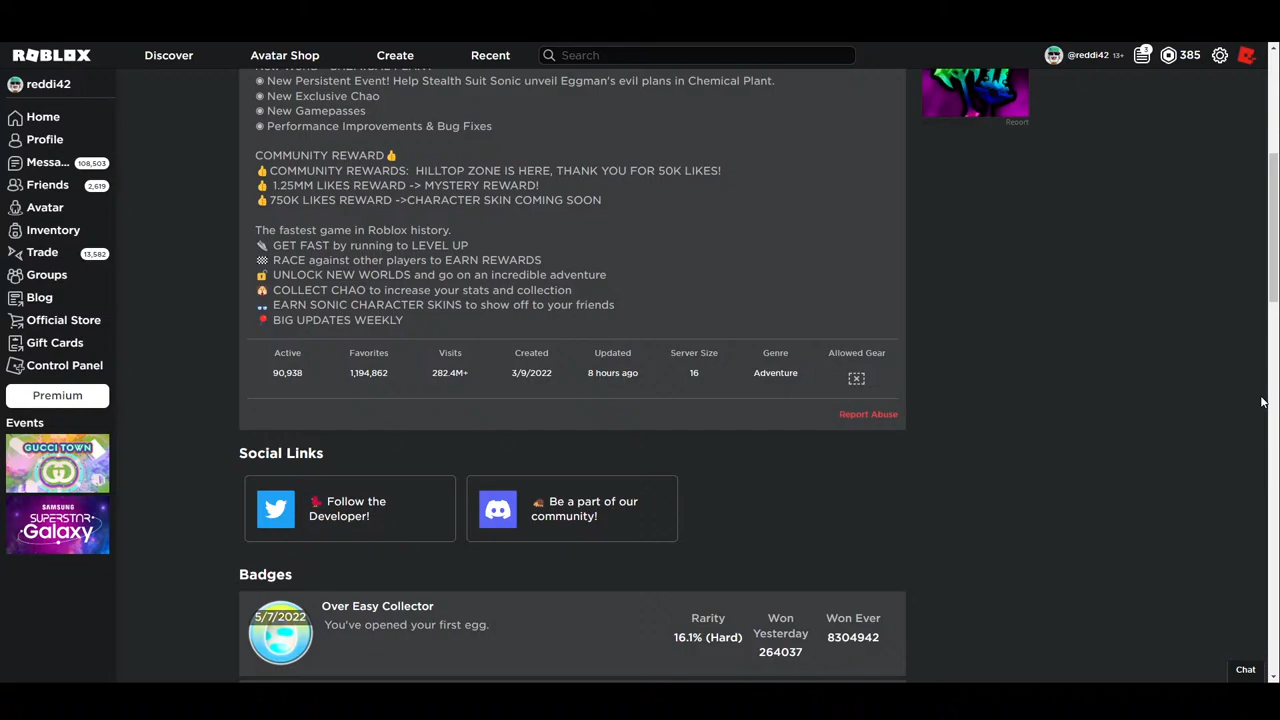 ROBLOX Discover Avatar Shop Create Recent Search @reddi42 13+ 3 385
reddi42
Home
Profile
Messa... 108,503
Friends 2,619
Avatar
Inventory
Trade 13,582
Groups
Blog
Official Store
Gift Cards
Control Panel
Premium
Events
GUCCI TOWN
SAMSUNG
SUPERSTAR
Galaxy
◉ New Persistent Event! Help Stealth Suit Sonic unveil Eggman's evil plans in Chemical Plant.
◉ New Exclusive Chao
◉ New Gamepasses
◉ Performance Improvements & Bug Fixes
COMMUNITY REWARD👍
👍COMMUNITY REWARDS: HILLTOP ZONE IS HERE, THANK YOU FOR 50K LIKES!
👍 1.25MM LIKES REWARD -> MYSTERY REWARD!
👍750K LIKES REWARD ->CHARACTER SKIN COMING SOON
The fastest game in Roblox history.
GET FAST by running to LEVEL UP
🏁 RACE against other players to EARN REWARDS
🔓 UNLOCK NEW WORLDS and go on an incredible adventure
COLLECT CHAO to increase your stats and collection
EARN SONIC CHARACTER SKINS to show off to your friends
🎈 BIG UPDATES WEEKLY
Active Favorites Visits Created Updated Server Size Genre Allowed Gear
90,938 1,194,862 282.4M+ 3/9/2022 8 hours ago 16 Adventure
Report Abuse
Report
Social Links
Follow the
Developer!
🦔 Be a part of our
community!
Badges
5/7/2022
Over Easy Collector
You've opened your first egg.
Rarity
16.1% (Hard)
Won
Yesterday
264037
Won Ever
8304942
Chat